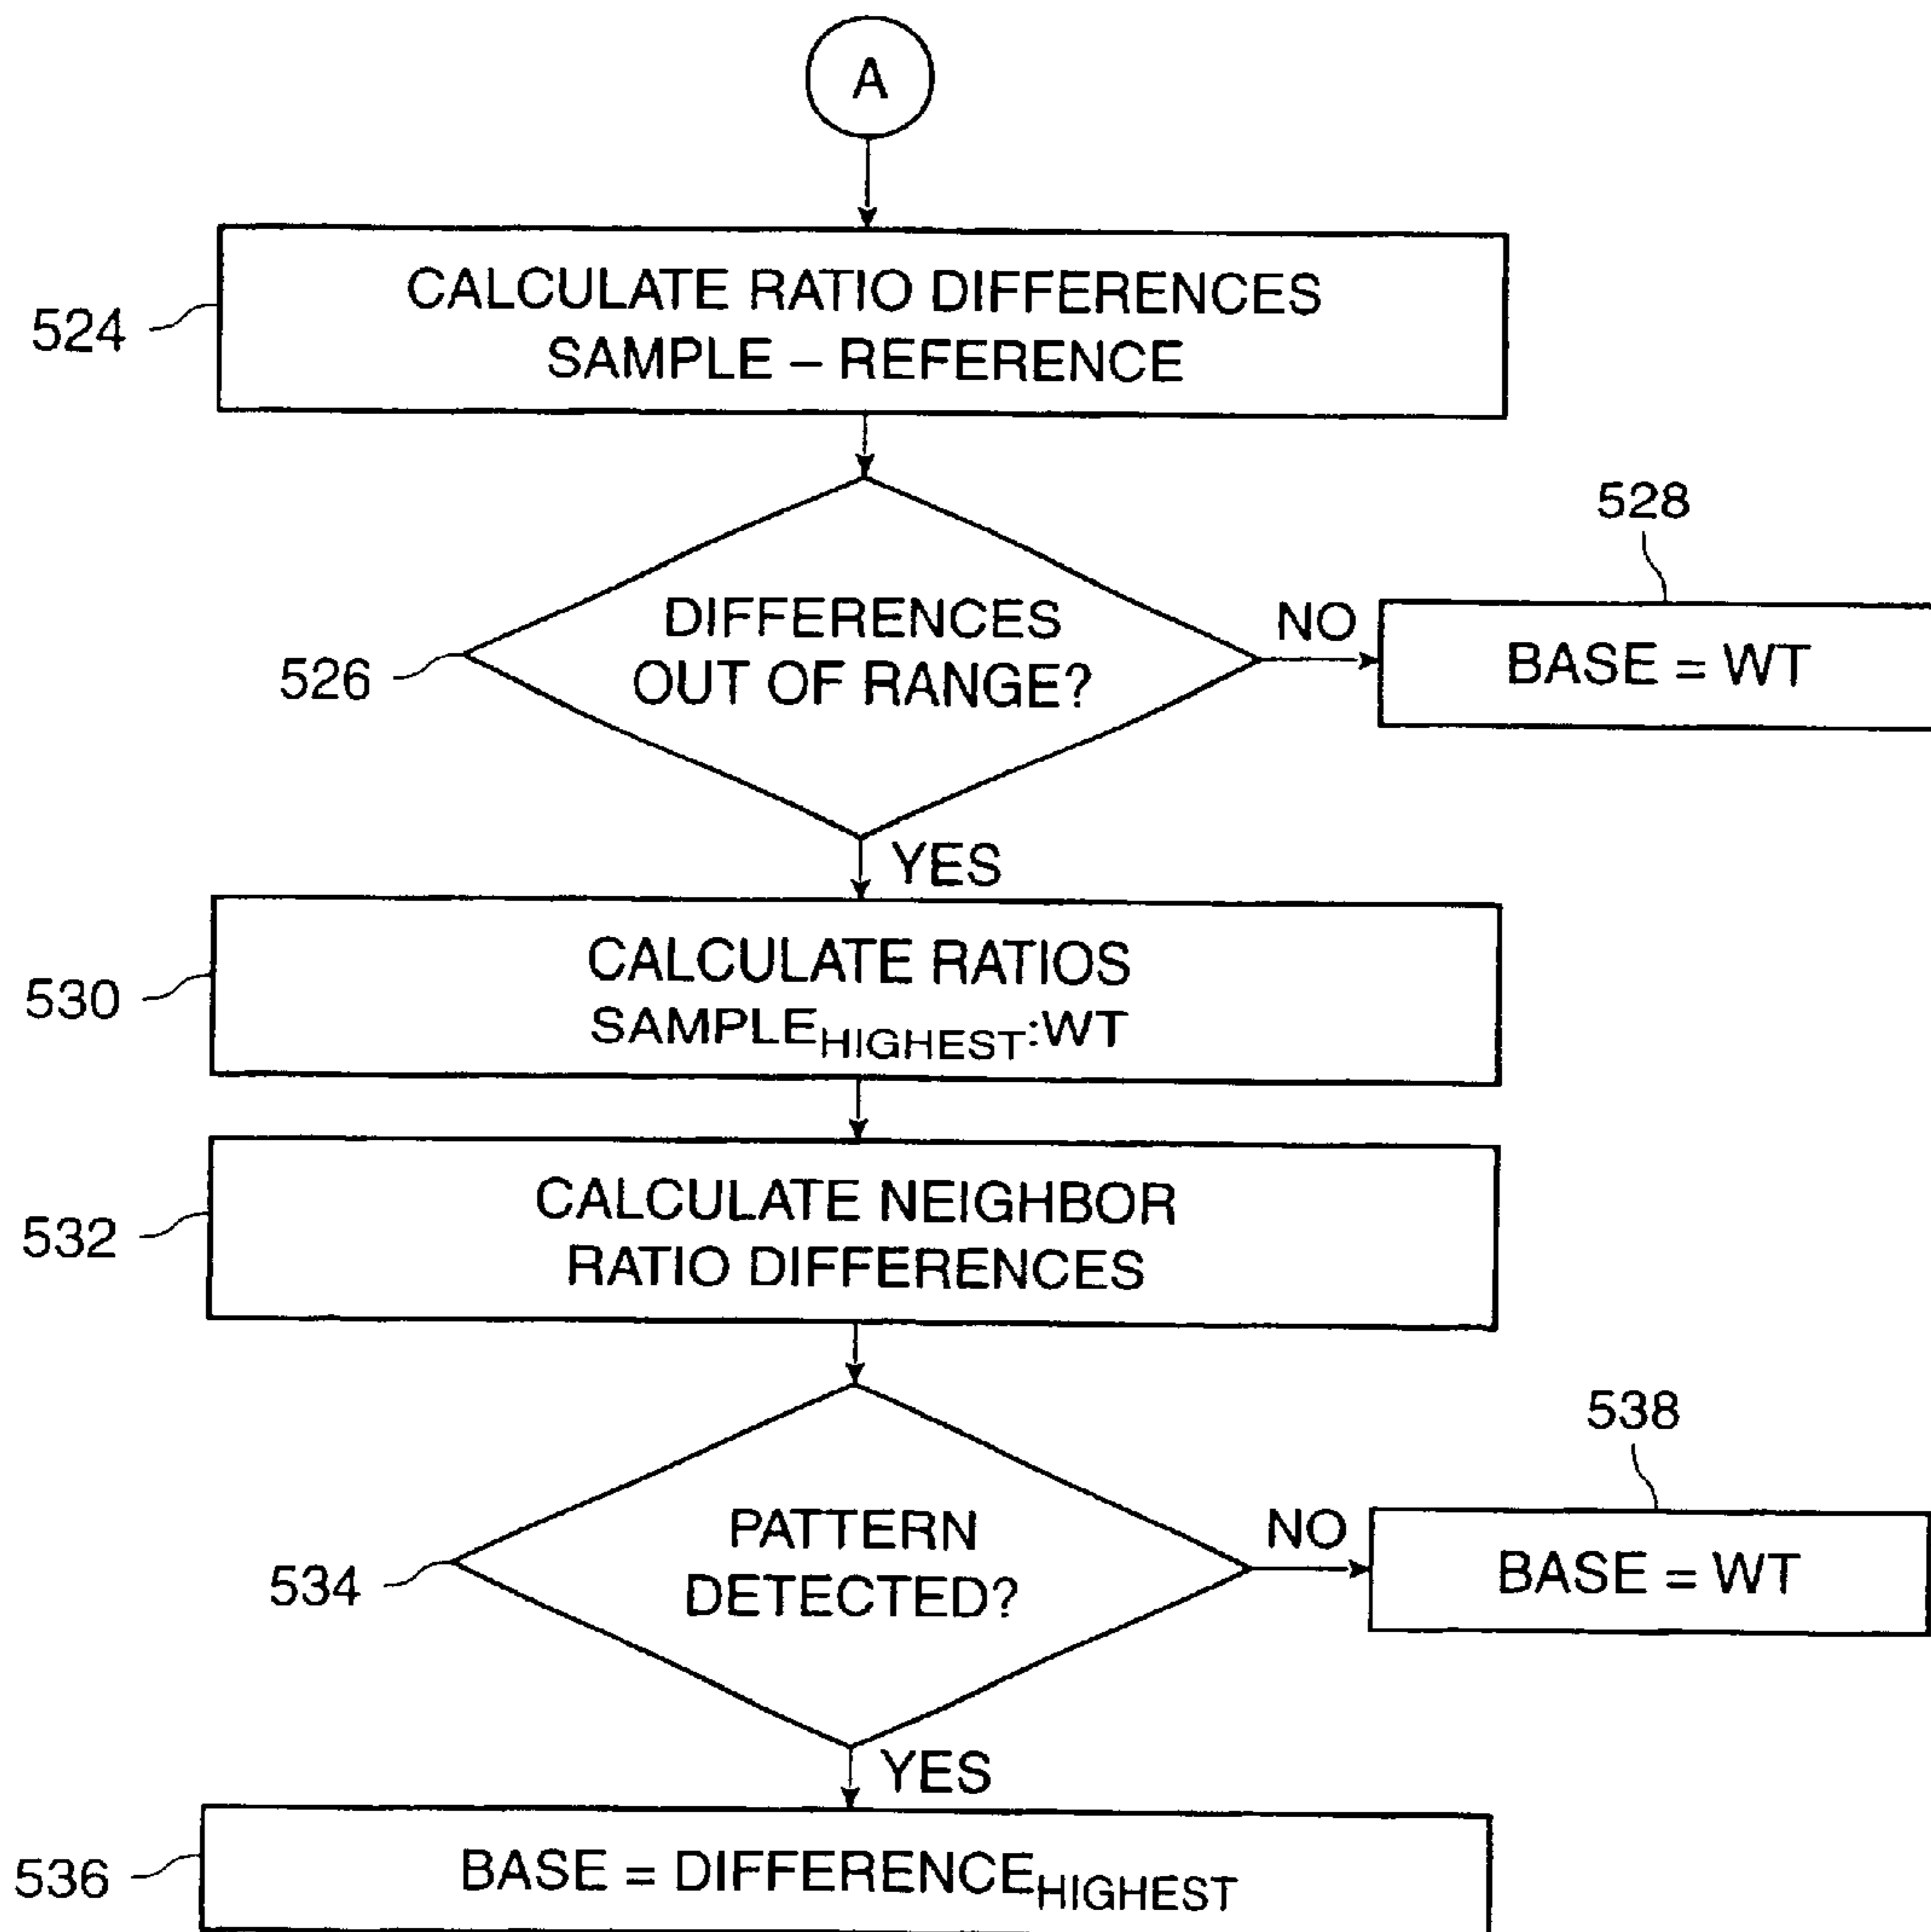 A
CALCULATE RATIO DIFFERENCES
SAMPLE – REFERENCE
524
528
DIFFERENCES
OUT OF RANGE?
526
NO
BASE = WT
YES
CALCULATE RATIOS
SAMPLEHIGHEST:WT
530
CALCULATE NEIGHBOR
RATIO DIFFERENCES
532
538
PATTERN
DETECTED?
534
NO
BASE = WT
YES
BASE = DIFFERENCEHIGHEST
536